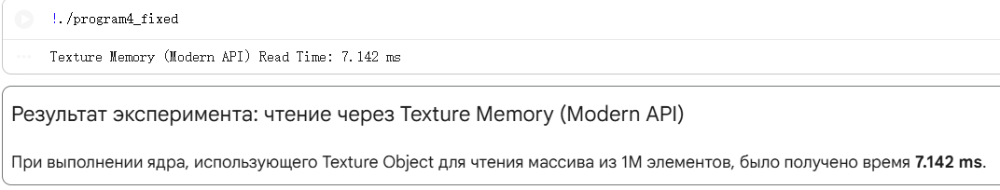 !./program4_fixed
Texture Memory (Modern API) Read Time: 7.142 ms
Результат эксперимента: чтение через Texture Memory (Modern API)
При выполнении ядра, использующего Texture Object для чтения массива из 1M элементов, было получено время 7.142 ms.